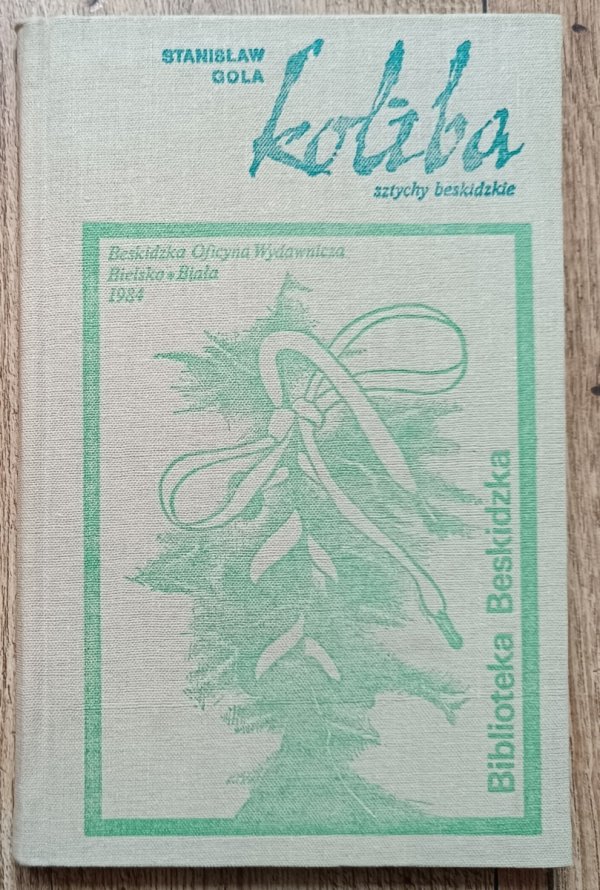 STANISŁAW
GOLA
koliba
sztychy beskidzkie
Beskidzka Oficyna Wydawnicza
Bielsko*Biała
1984
Biblioteka Beskidzka